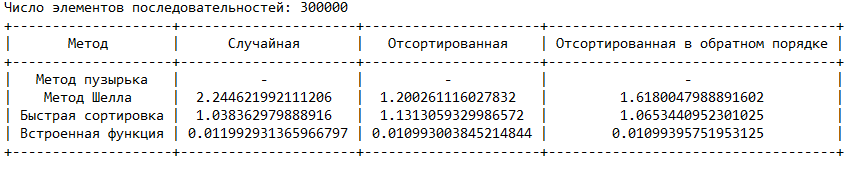 Число элементов последовательностей: 300000
Метод | Случайная | Отсортированная | Отсортированная в обратном порядке
Метод пузырька | - | - | -
Метод Шелла | 2.244621992111206 | 1.200261116027832 | 1.6180047988891602
Быстрая сортировка | 1.038362979888916 | 1.1313059329986572 | 1.0653440952301025
Встроенная функция | 0.011992931365966797 | 0.010993003845214844 | 0.01099395751953125